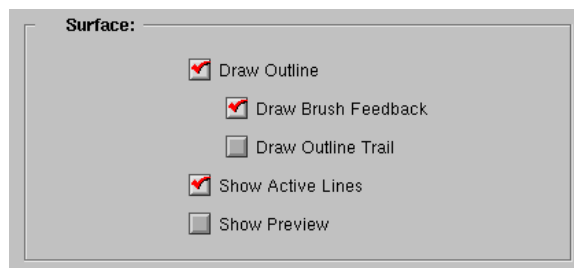 Surface:
Draw Outline
Draw Brush Feedback
Draw Outline Trail
Show Active Lines
Show Preview